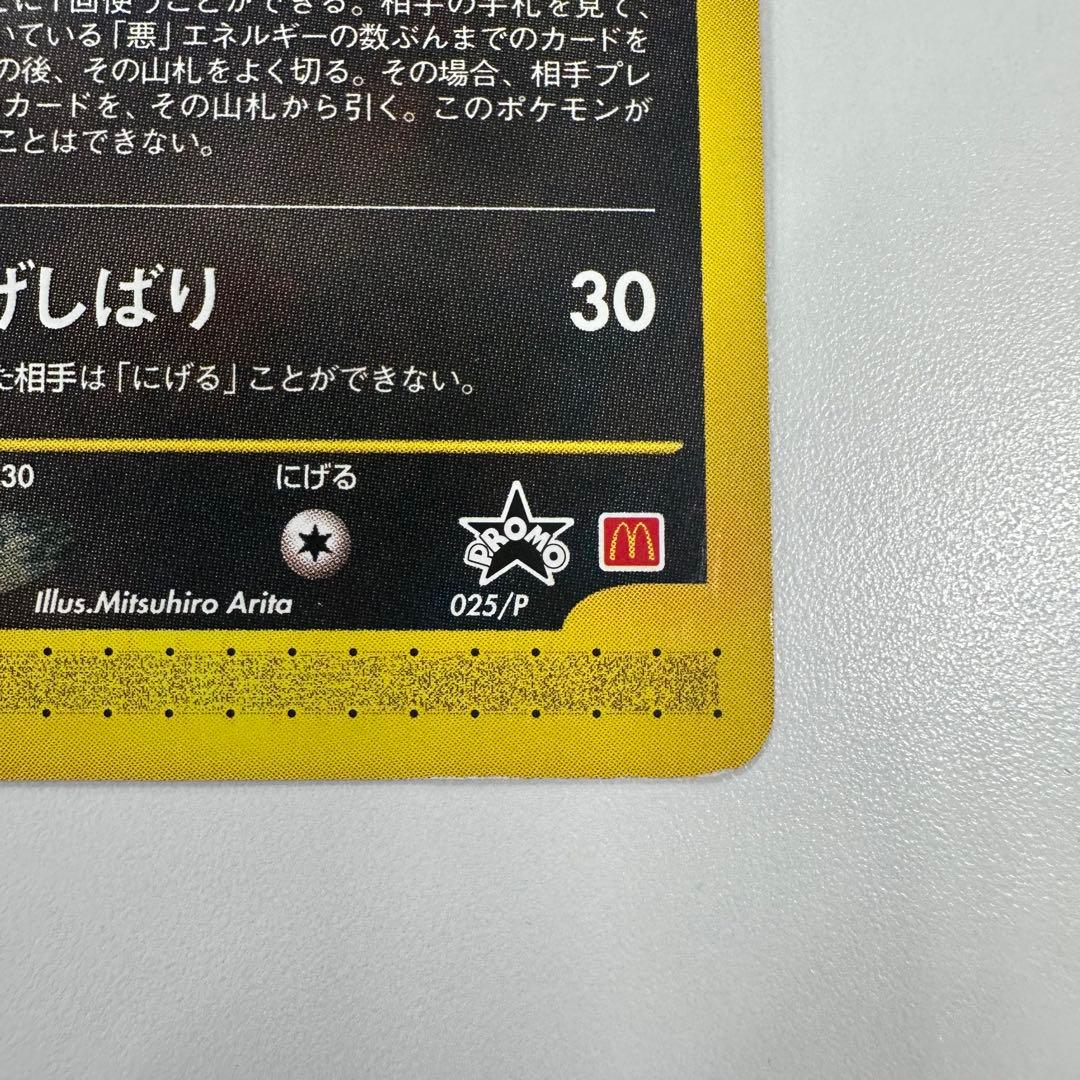 に1回使うことができる。相手の手札を見て、
いている「悪」エネルギーの数ぶんまでのカードを
の後、その山札をよく切る。その場合、相手プレ
カードを、その山札から引く。このポケモンが
ことはできない。
げしばり 30
た相手は「にげる」ことができない。
30 にげる
PROMO
Illus.Mitsuhiro Arita 025/P